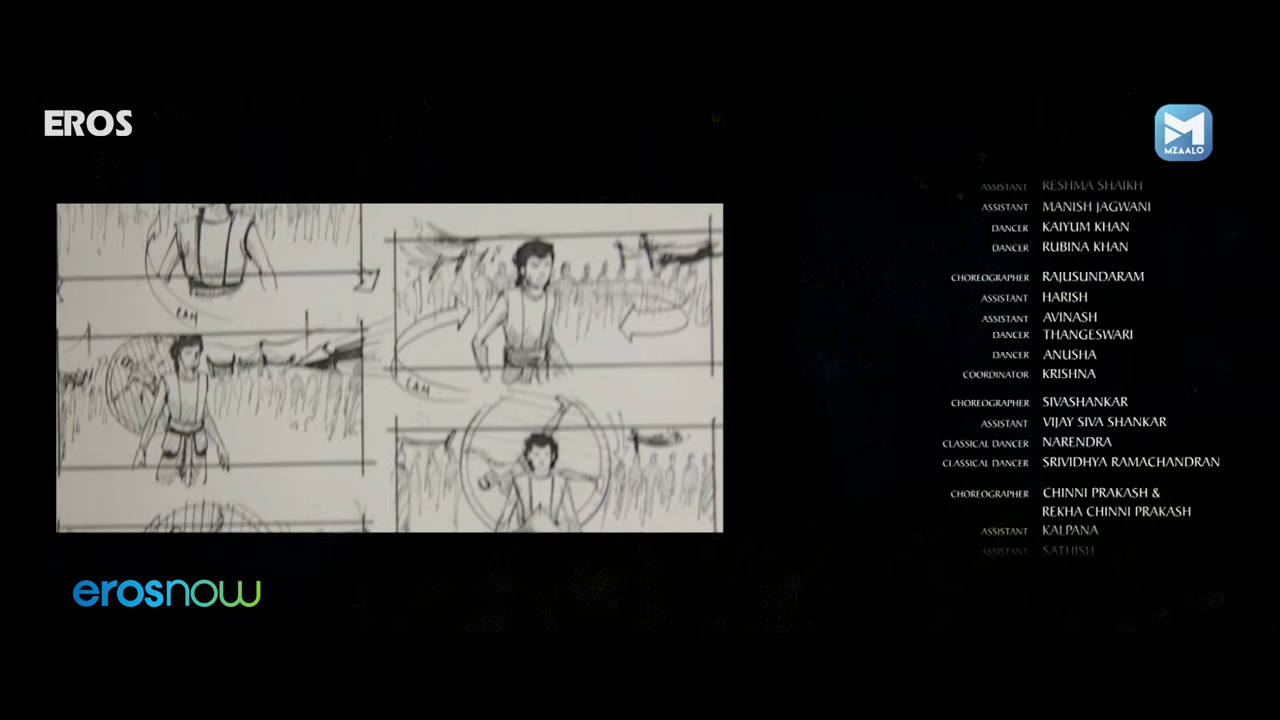 EROS
MZAALO
CAM
CAM
ASSISTANT RESHMA SHAIKH
ASSISTANT MANISH JAGWANI
DANCER KAIYUM KHAN
DANCER RUBINA KHAN
CHOREOGRAPHER RAJUSUNDARAM
ASSISTANT HARISH
ASSISTANT AVINASH
DANCER THANGESWARI
DANCER ANUSHA
COORDINATOR KRISHNA
CHOREOGRAPHER SIVASHANKAR
ASSISTANT VIJAY SIVA SHANKAR
CLASSICAL DANCER NARENDRA
CLASSICAL DANCER SRIVIDHYA RAMACHANDRAN
CHOREOGRAPHER CHINNI PRAKASH &
REKHA CHINNI PRAKASH
ASSISTANT KALPANA
ASSISTANT SATHISH
erosnow